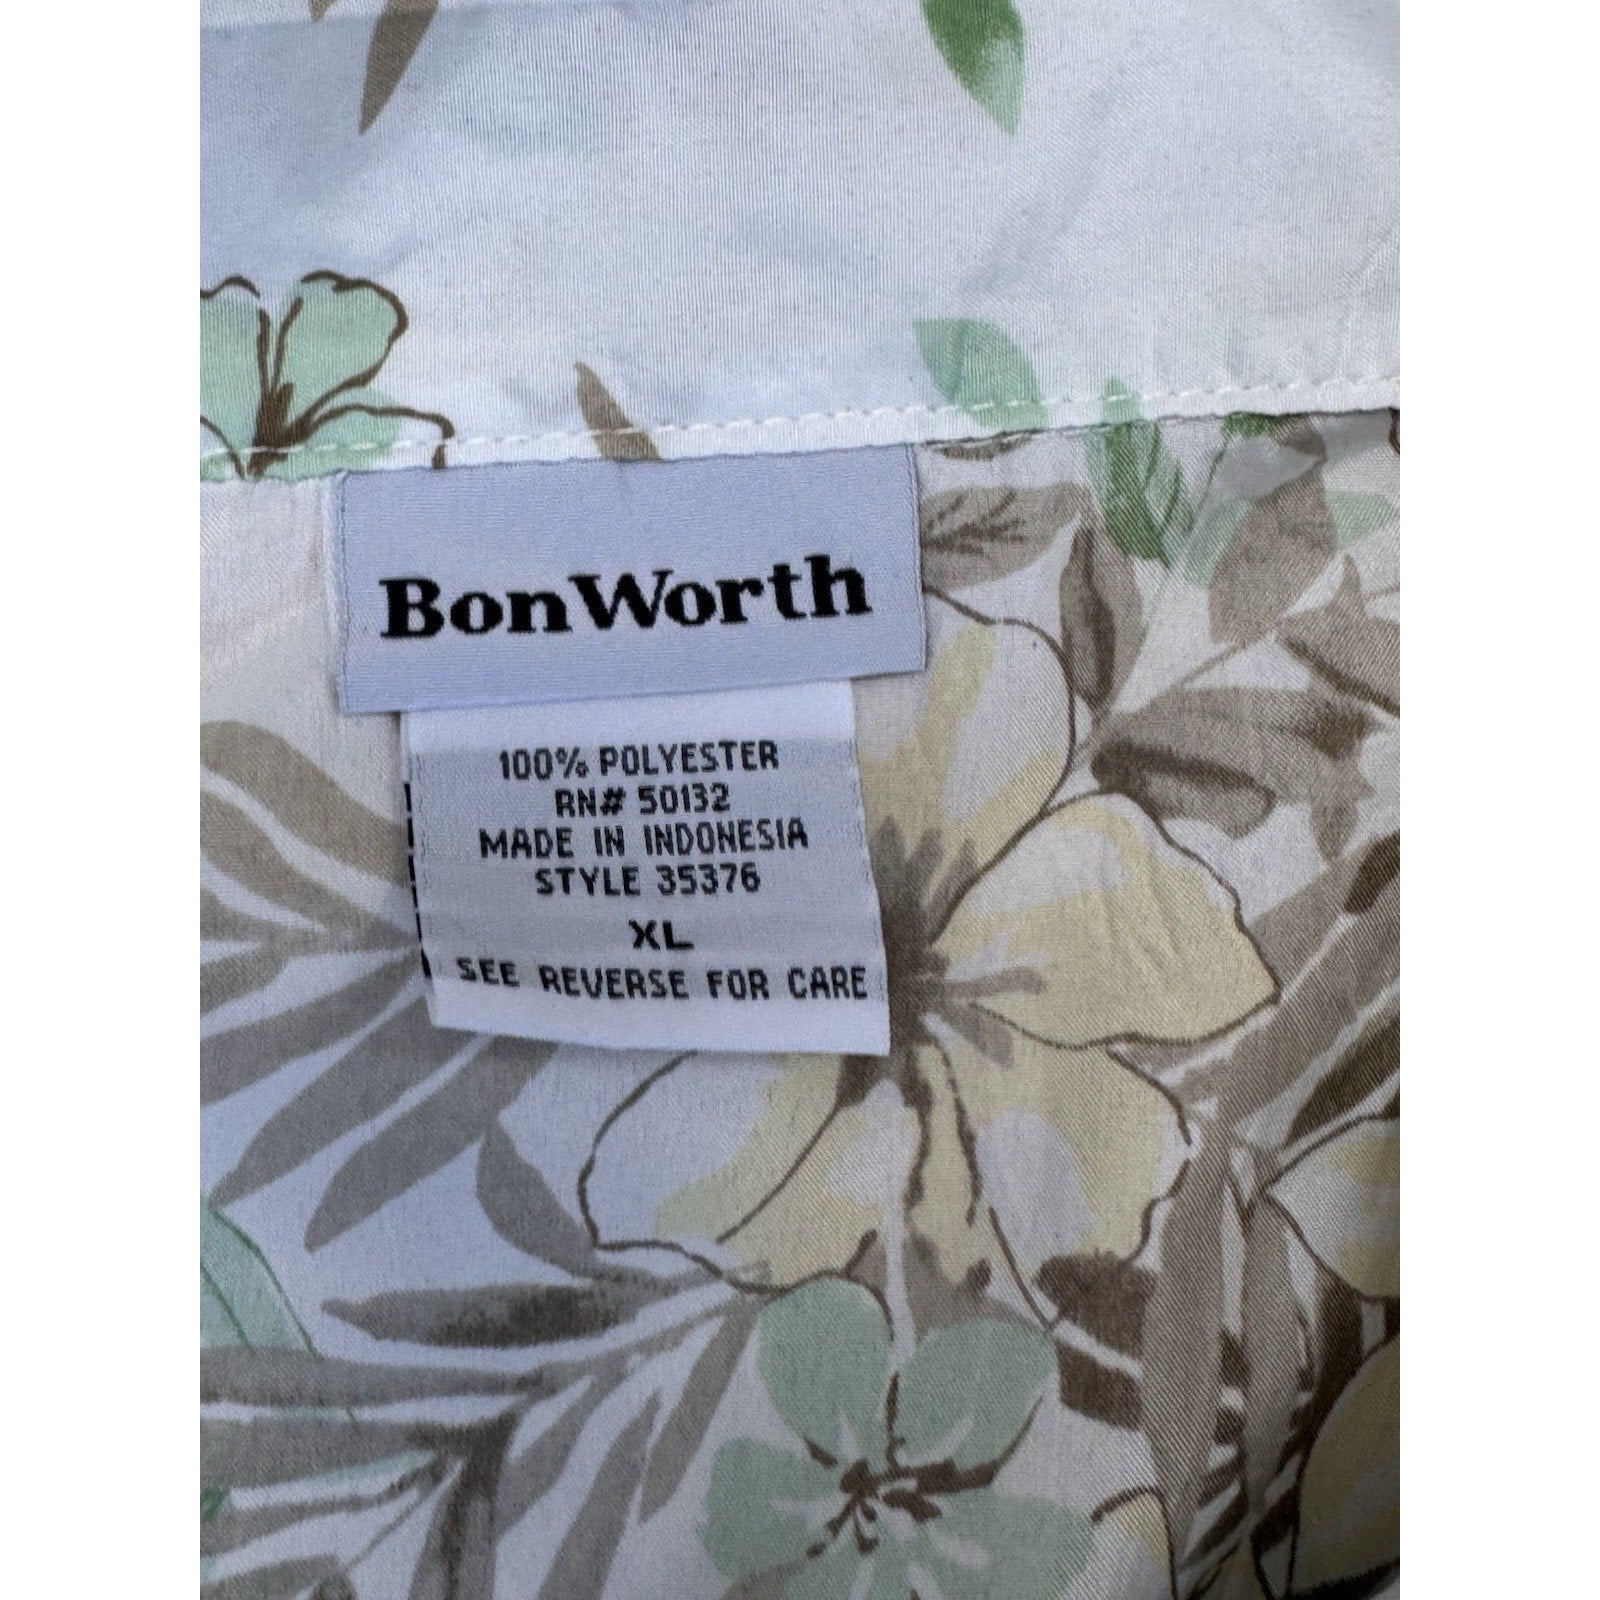 BonWorth
100% POLYESTER
RN# 50132
MADE IN INDONESIA
STYLE 35376
XL
SEE REVERSE FOR CARE